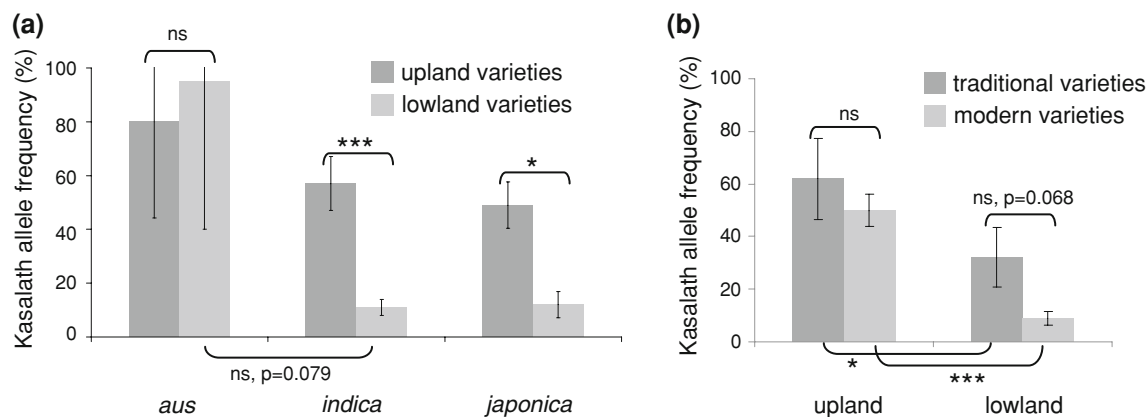 (a)
Kasalath allele frequency (%)
100
80
60
40
20
0
ns
upland varieties
lowland varieties
***
*
ns, p=0.079
aus indica japonica
(b)
Kasalath allele frequency (%)
100
80
60
40
20
0
traditional varieties
modern varieties
ns
ns, p=0.068
*
***
upland lowland